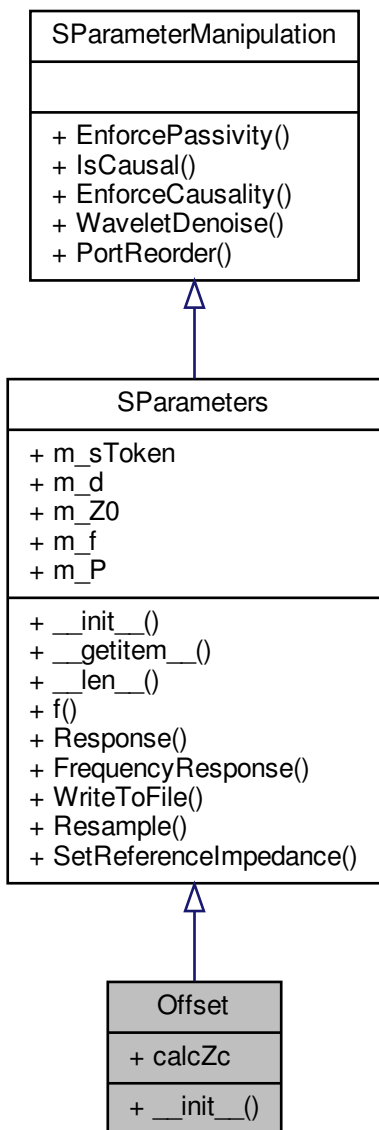 SParameterManipulation
+ EnforcePassivity()
+ IsCausal()
+ EnforceCausality()
+ WaveletDenoise()
+ PortReorder()
SParameters
+ m_sToken
+ m_d
+ m_Z0
+ m_f
+ m_P
+ __init__()
+ __getitem__()
+ __len__()
+ f()
+ Response()
+ FrequencyResponse()
+ WriteToFile()
+ Resample()
+ SetReferenceImpedance()
Offset
+ calcZc
+ __init__()